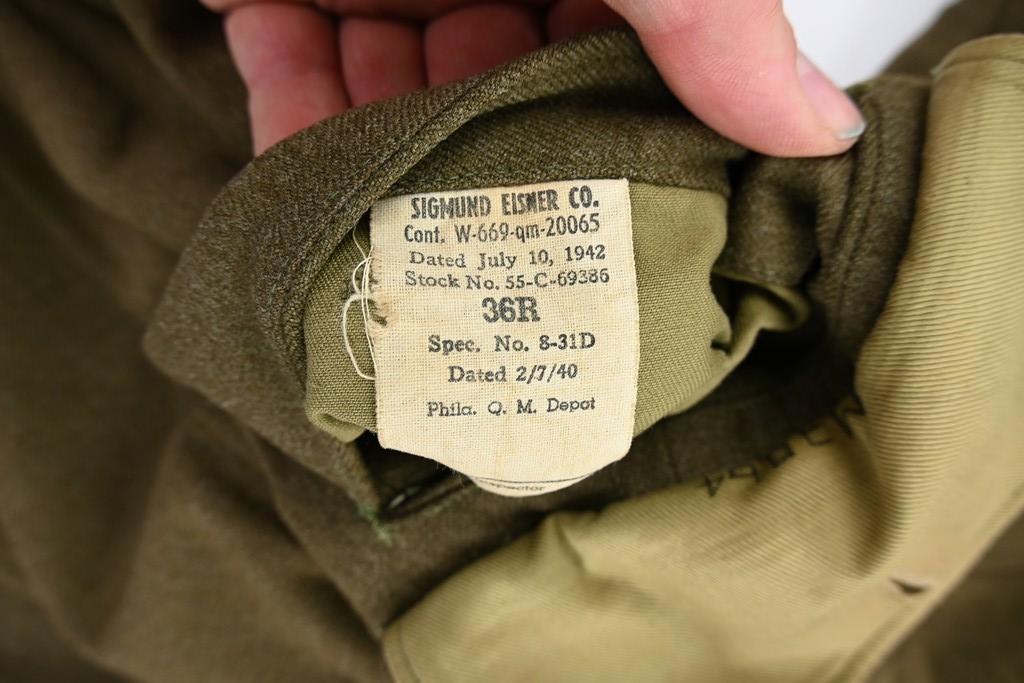 SIGMUND EISNER CO.
Cont. W-669-qm-20065
Dated July 10, 1942
Stock No. 55-C-69386
36R
Spec. No. 8-31D
Dated 2/7/40
Phila. Q. M. Depot
Inspector